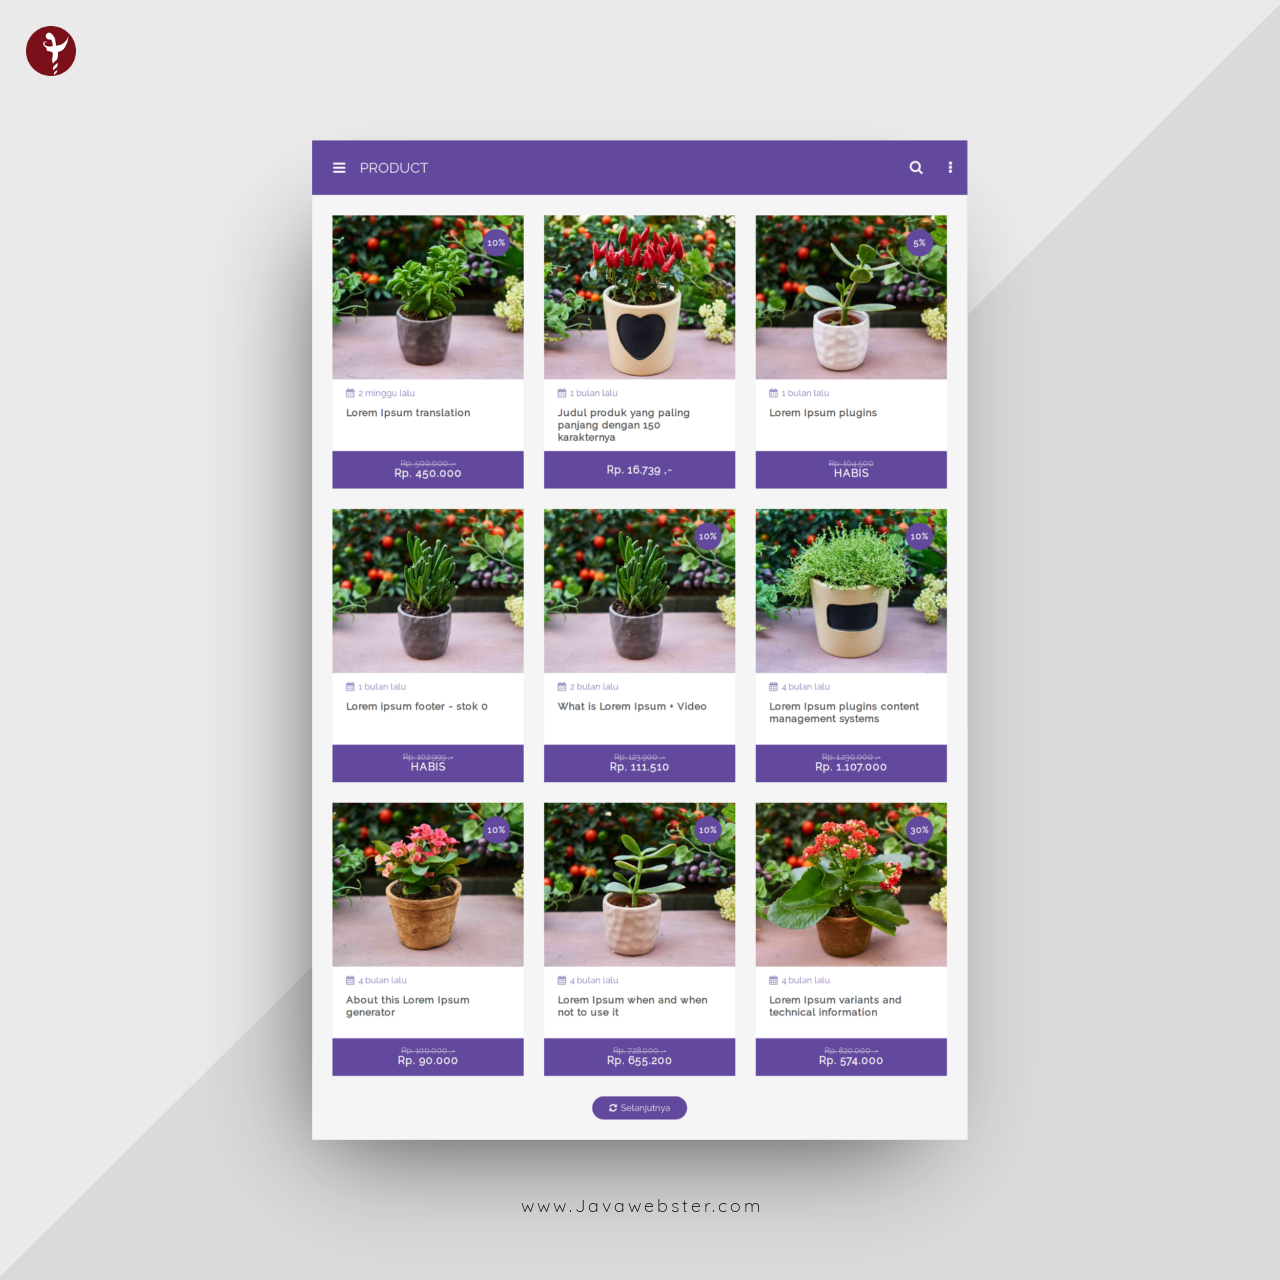 PRODUCT
10%
5%
2 minggu lalu
1 bulan lalu
1 bulan lalu
Lorem Ipsum translation
Judul produk yang paling
panjang dengan 150
karakternya
Lorem Ipsum plugins
Rp. 500.000 ,-
Rp. 450.000
Rp. 16.739 ,-
Rp. 104.500
HABIS
10%
10%
1 bulan lalu
2 bulan lalu
4 bulan lalu
Lorem ipsum footer - stok 0
What is Lorem Ipsum + Video
Lorem Ipsum plugins content
management systems
Rp. 102.999 ,-
HABIS
Rp. 123.900 ,-
Rp. 111.510
Rp. 1.230.000 ,-
Rp. 1.107.000
10%
10%
30%
4 bulan lalu
4 bulan lalu
4 bulan lalu
About this Lorem Ipsum
generator
Lorem Ipsum when and when
not to use it
Lorem Ipsum variants and
technical information
Rp. 100.000 ,-
Rp. 90.000
Rp. 728.000 ,-
Rp. 655.200
Rp. 820.000 ,-
Rp. 574.000
Selanjutnya
www.Javawebster.com